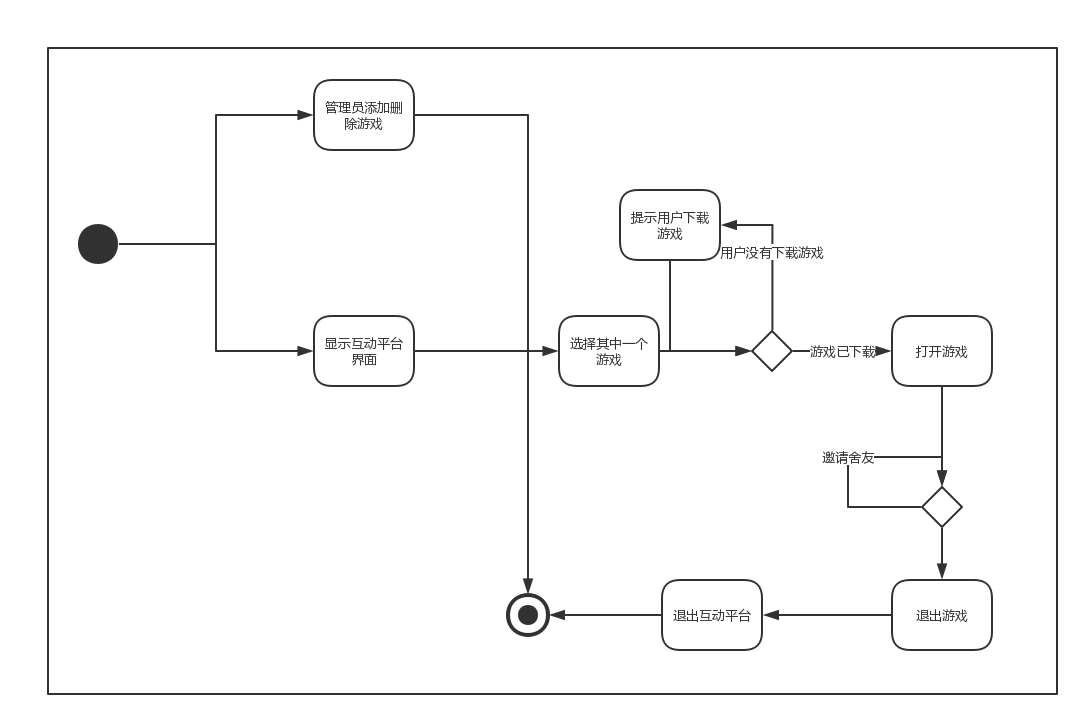 管理员添加删
除游戏
提示用户下载
游戏
用户没有下载游戏
显示互动平台
界面
选择其中一个
游戏
游戏已下载
打开游戏
邀请舍友
退出互动平台
退出游戏